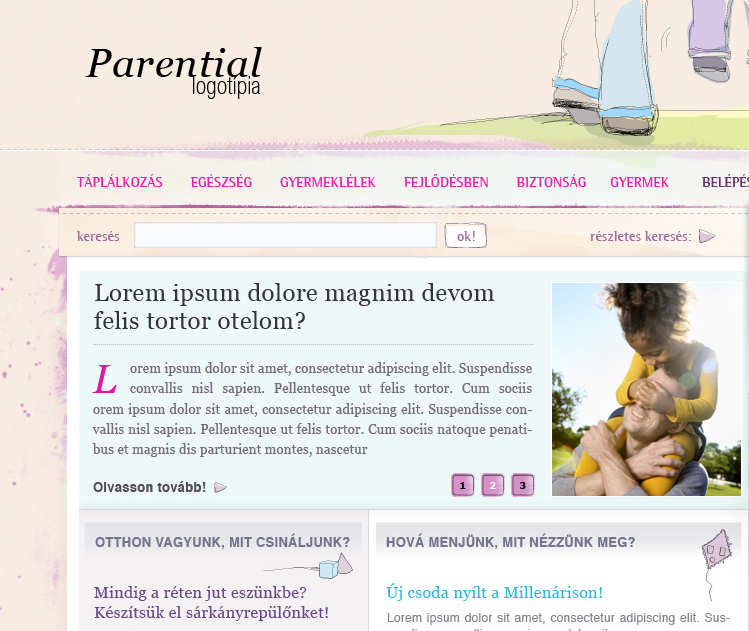 Parential
logotípia
TÁPLÁLKOZÁS EGÉSZSÉG GYERMEKLÉLEK FEJLŐDÉSBEN BIZTONSÁG GYERMEK
keresés ok! részletes keresés:
Lorem ipsum dolore magnim devom
felis tortor otelom?
Lorem ipsum dolor sit amet, consectetur adipiscing elit. Suspendisse
convallis nisl sapien. Pellentesque ut felis tortor. Cum sociis
orem ipsum dolor sit amet, consectetur adipiscing elit. Suspendisse con-
vallis nisl sapien. Pellentesque ut felis tortor. Cum sociis natoque penati-
bus et magnis dis parturient montes, nascetur
Olvasson tovább! 1 2 3
OTTHON VAGYUNK, MIT CSINÁLJUNK?
Mindig a réten jut eszünkbe?
Készítsük el sárkányrepülőnket!
HOVÁ MENJÜNK, MIT NÉZZÜNK MEG?
Új csoda nyílt a Millenárison!
Lorem ipsum dolor sit amet, consectetur adipiscing elit. Sus-